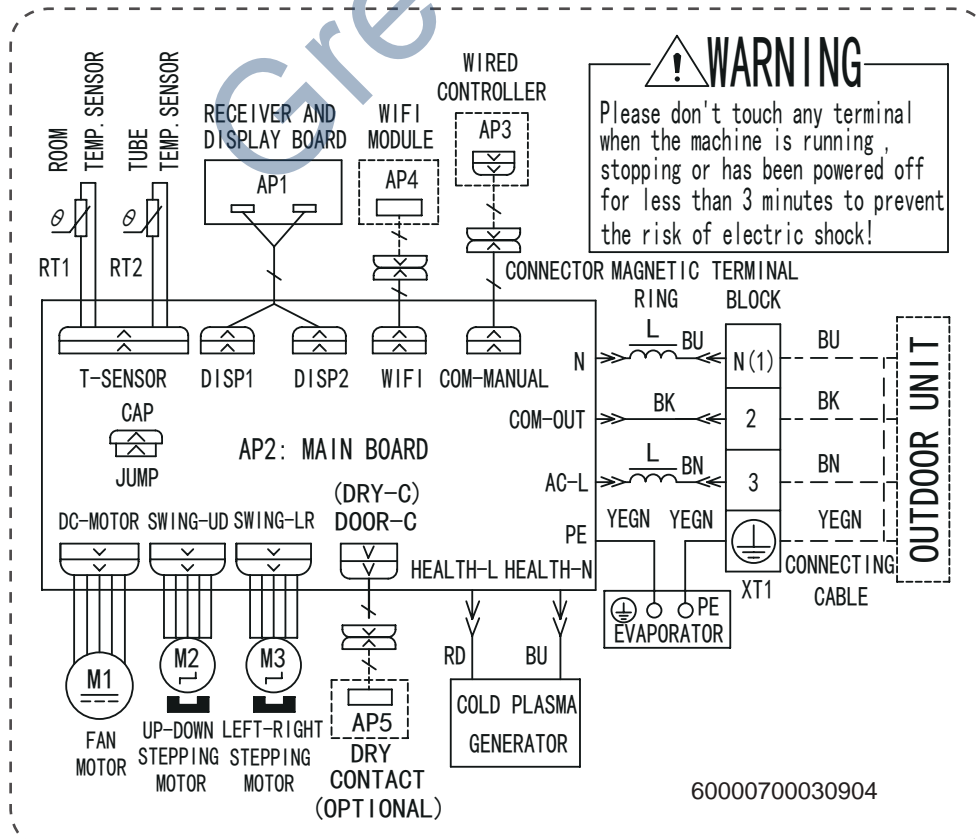 WARNING
Please don't touch any terminal
when the machine is running ,
stopping or has been powered off
for less than 3 minutes to prevent
the risk of electric shock!
ROOM
TEMP. SENSOR
TUBE
TEMP. SENSOR
RECEIVER AND
DISPLAY BOARD
WIFI
MODULE
WIRED
CONTROLLER
AP1
AP4
AP3
θ
θ
RT1
RT2
Gre
CONNECTOR
MAGNETIC
RING
TERMINAL
BLOCK
T-SENSOR
DISP1
DISP2
WIFI
COM-MANUAL
N
L
BU
N(1)
BU
COM-OUT
BK
2
BK
AC-L
L
BN
3
BN
PE
YEGN
YEGN
YEGN
OUTDOOR UNIT
CAP
JUMP
AP2: MAIN BOARD
(DRY-C)
DOOR-C
DC-MOTOR
SWING-UD
SWING-LR
HEALTH-L
HEALTH-N
XT1
CONNECTING
CABLE
PE
EVAPORATOR
M1
M2
M3
RD
BU
FAN
MOTOR
UP-DOWN
STEPPING
MOTOR
LEFT-RIGHT
STEPPING
MOTOR
AP5
DRY
CONTACT
(OPTIONAL)
COLD PLASMA
GENERATOR
60000700030904